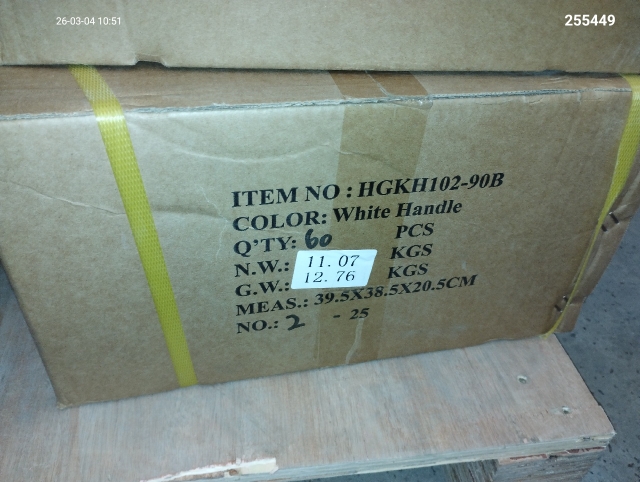 26-03-04 10:51
255449
ITEM NO : HGKH102-90B
COLOR: White Handle
Q'TY: 60 PCS
N.W.: 11.07 KGS
G.W.: 12.76 KGS
MEAS.: 39.5X38.5X20.5CM
NO.: 2 - 25